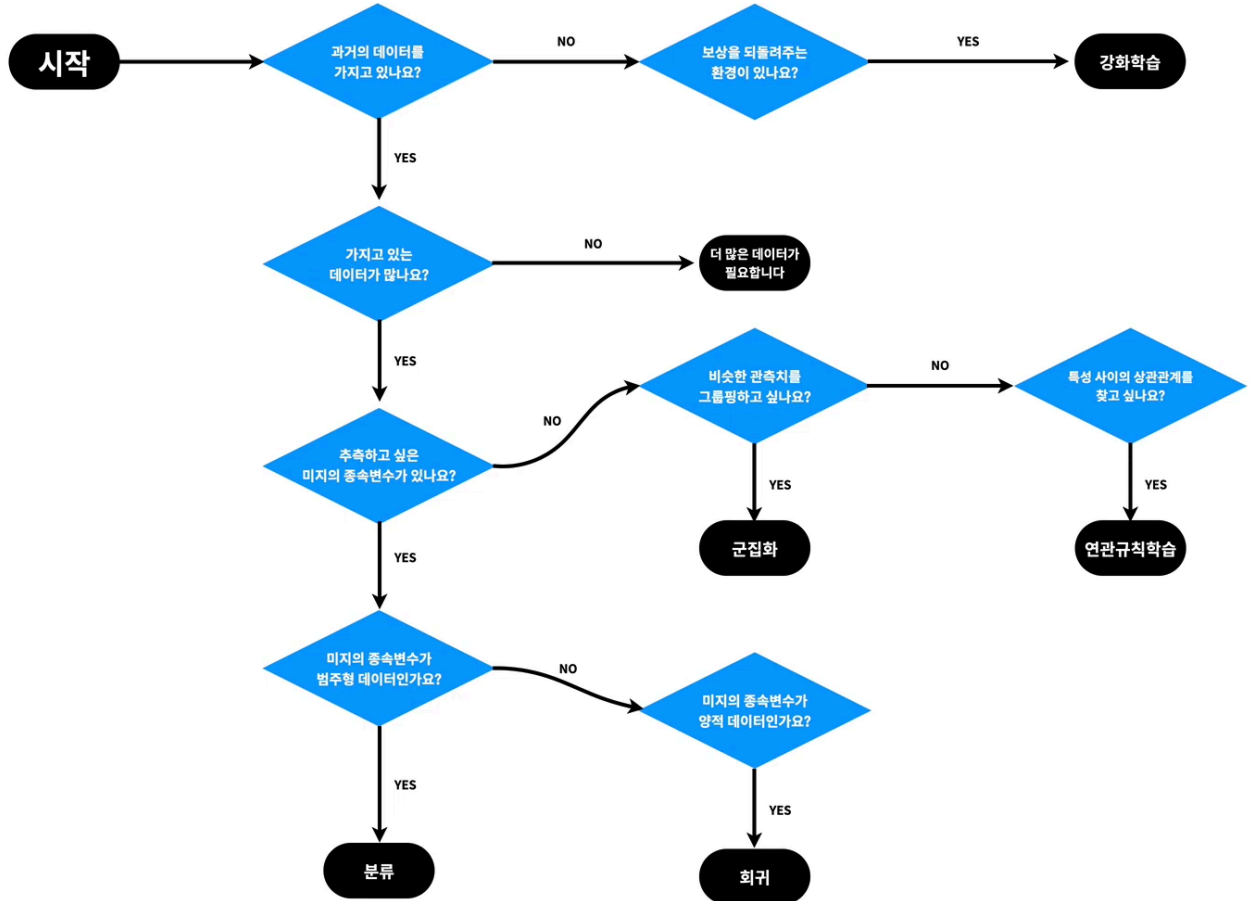 시작
과거의 데이터를
가지고 있나요?
NO
보상을 되돌려주는
환경이 있나요?
YES
강화학습
YES
가지고 있는
데이터가 많나요?
NO
더 많은 데이터가
필요합니다
YES
추측하고 싶은
미지의 종속변수가 있나요?
NO
비슷한 관측치를
그룹핑하고 싶나요?
NO
특성 사이의 상관관계를
찾고 싶나요?
YES
군집화
YES
연관규칙학습
YES
미지의 종속변수가
범주형 데이터인가요?
NO
미지의 종속변수가
양적 데이터인가요?
YES
분류
YES
회귀